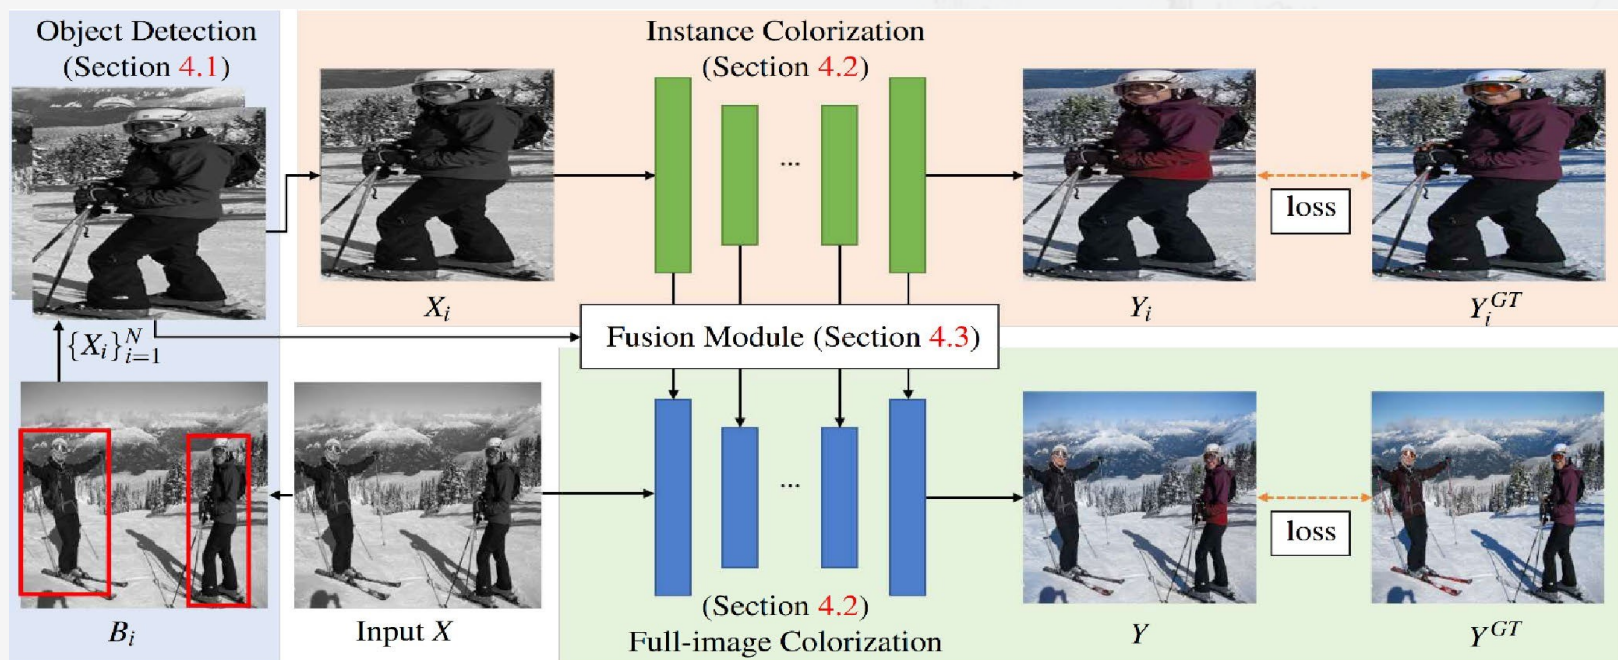 Object Detection
(Section 4.1)
{X_i}_{i=1}^N
B_i
Input X
Instance Colorization
(Section 4.2)
...
X_i
Y_i
loss
Y_i^{GT}
Fusion Module (Section 4.3)
...
(Section 4.2)
Full-image Colorization
Y
loss
Y^{GT}